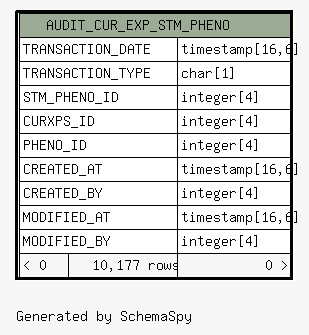 AUDIT_CUR_EXP_STM_PHENO
TRANSACTION_DATE timestamp[16,6]
TRANSACTION_TYPE char[1]
STM_PHENO_ID integer[4]
CURXPS_ID integer[4]
PHENO_ID integer[4]
CREATED_AT timestamp[16,6]
CREATED_BY integer[4]
MODIFIED_AT timestamp[16,6]
MODIFIED_BY integer[4]
< 0 10,177 rows 0 >
Generated by SchemaSpy